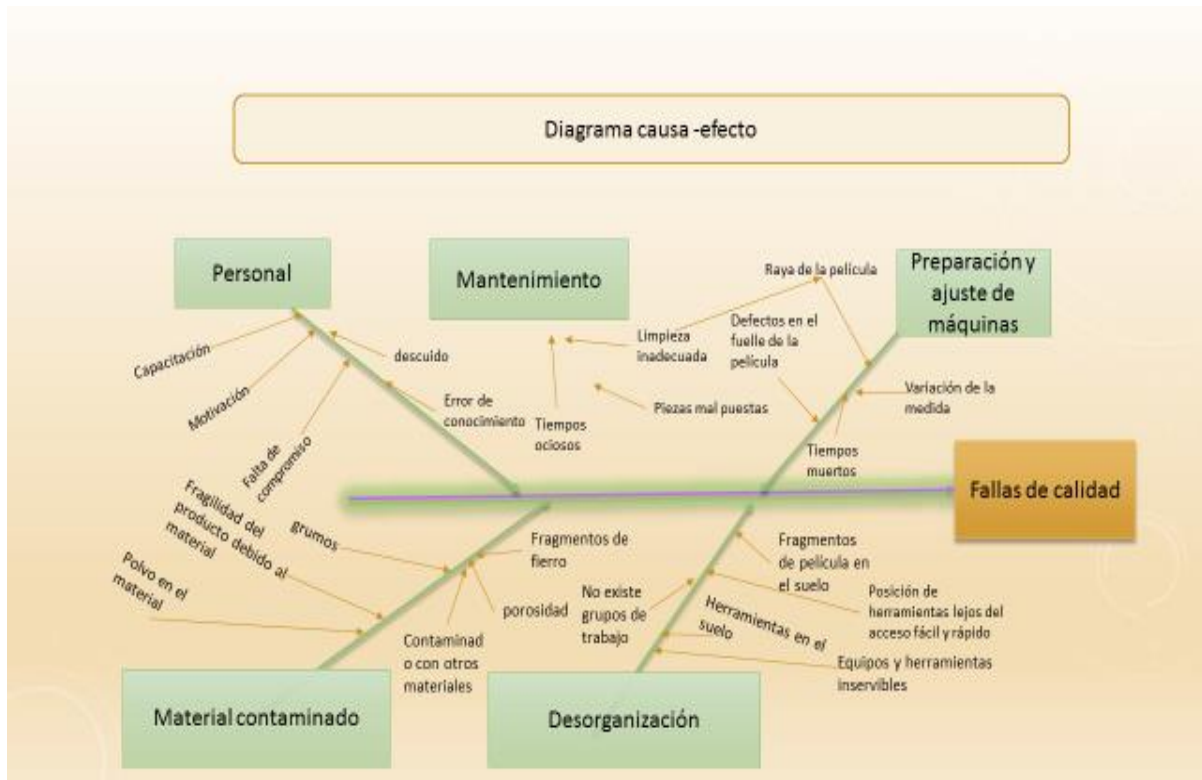 Diagrama causa -efecto
Personal
Mantenimiento
Raya de la película
Preparación y
ajuste de
máquinas
Capacitación
Motivación
Falta de
compromiso
descuido
Error de
conocimiento
Tiempos
ociosos
Limpieza
inadecuada
Piezas mal puestas
Defectos en el
fuelle de la
película
Variación de la
medida
Tiempos
muertos
Fallas de calidad
Polvo en el
material
Fragilidad del
producto debido al
material
grumos
Fragmentos de
fierro
porosidad
Contaminad
o con otros
materiales
No existe
grupos de
trabajo
Herramientas en el
suelo
Fragmentos
de película en
el suelo
Posición de
herramientas lejos del
acceso fácil y rápido
Equipos y herramientas
inservibles
Material contaminado
Desorganización